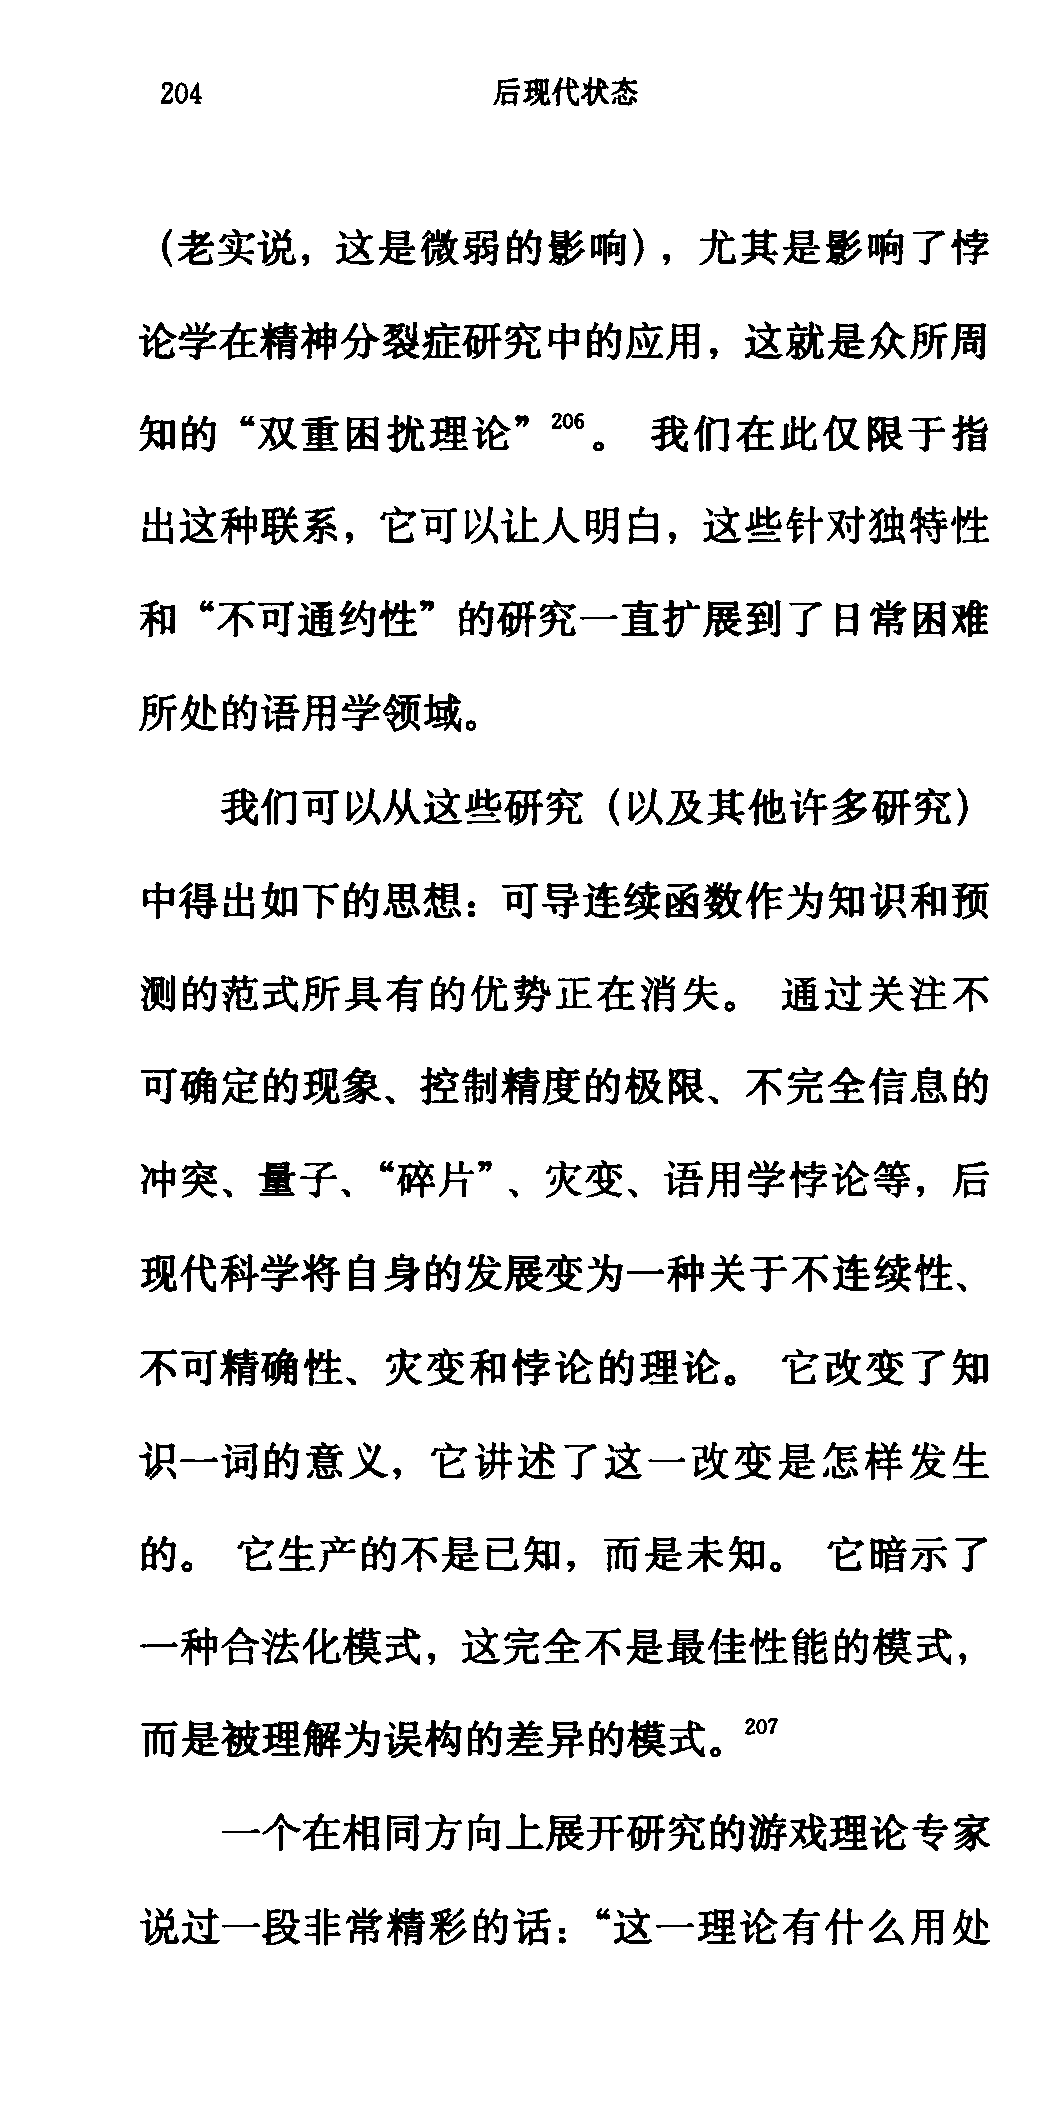 204 后现代状态
（老实说，这是微弱的影响），尤其是影响了悖
论学在精神分裂症研究中的应用，这就是众所周
知的“双重困扰理论”206。 我们在此仅限于指
出这种联系，它可以让人明白，这些针对独特性
和“不可通约性”的研究一直扩展到了日常困难
所处的语用学领域。
我们可以从这些研究（以及其他许多研究）
中得出如下的思想：可导连续函数作为知识和预
测的范式所具有的优势正在消失。 通过关注不
可确定的现象、控制精度的极限、不完全信息的
冲突、量子、“碎片”、灾变、语用学悖论等，后
现代科学将自身的发展变为一种关于不连续性、
不可精确性、灾变和悖论的理论。 它改变了知
识一词的意义，它讲述了这一改变是怎样发生
的。 它生产的不是已知，而是未知。 它暗示了
一种合法化模式，这完全不是最佳性能的模式，
而是被理解为误构的差异的模式。207
一个在相同方向上展开研究的游戏理论专家
说过一段非常精彩的话：“这一理论有什么用处